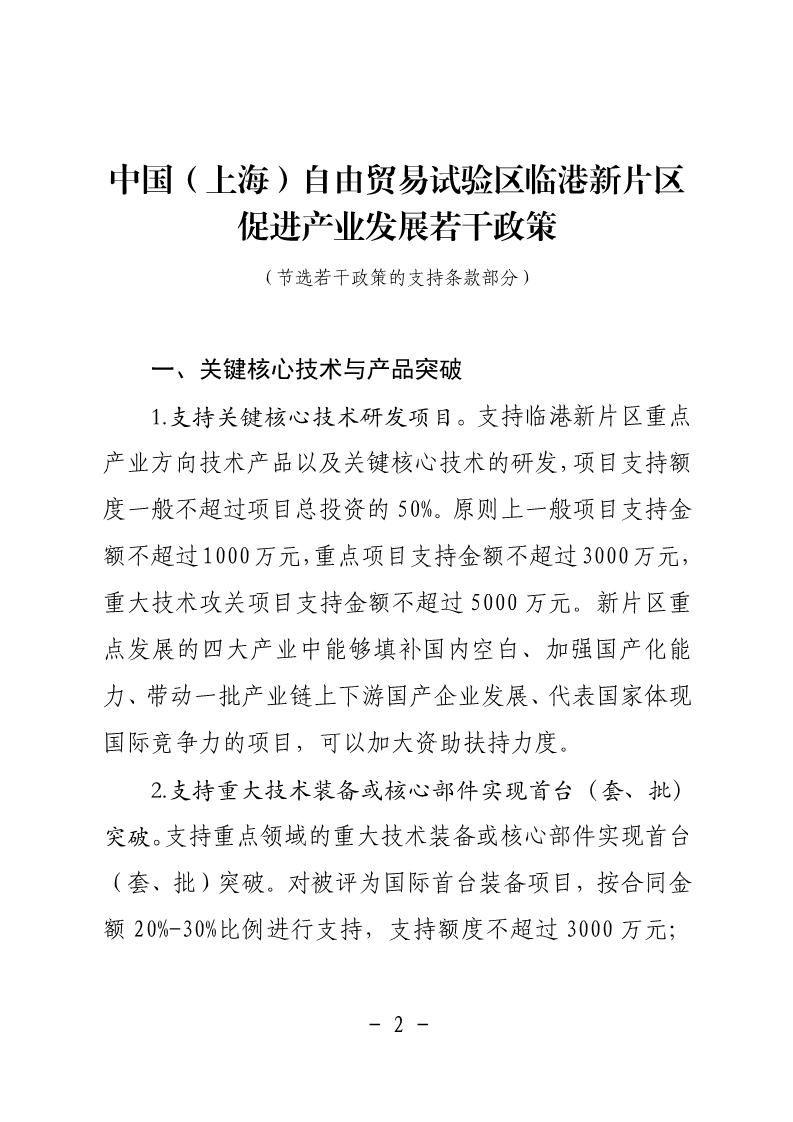 中国（上海）自由贸易试验区临港新片区
促进产业发展若干政策
（节选若干政策的支持条款部分）
一、关键核心技术与产品突破
1.支持关键核心技术研发项目。支持临港新片区重点
产业方向技术产品以及关键核心技术的研发，项目支持额
度一般不超过项目总投资的 50%。原则上一般项目支持金
额不超过 1000 万元，重点项目支持金额不超过 3000 万元，
重大技术攻关项目支持金额不超过 5000 万元。新片区重
点发展的四大产业中能够填补国内空白、加强国产化能
力、带动一批产业链上下游国产企业发展、代表国家体现
国际竞争力的项目，可以加大资助扶持力度。
2.支持重大技术装备或核心部件实现首台（套、批）
突破。支持重点领域的重大技术装备或核心部件实现首台
（套、批）突破。对被评为国际首台装备项目，按合同金
额 20%-30%比例进行支持，支持额度不超过 3000 万元；
- 2 -